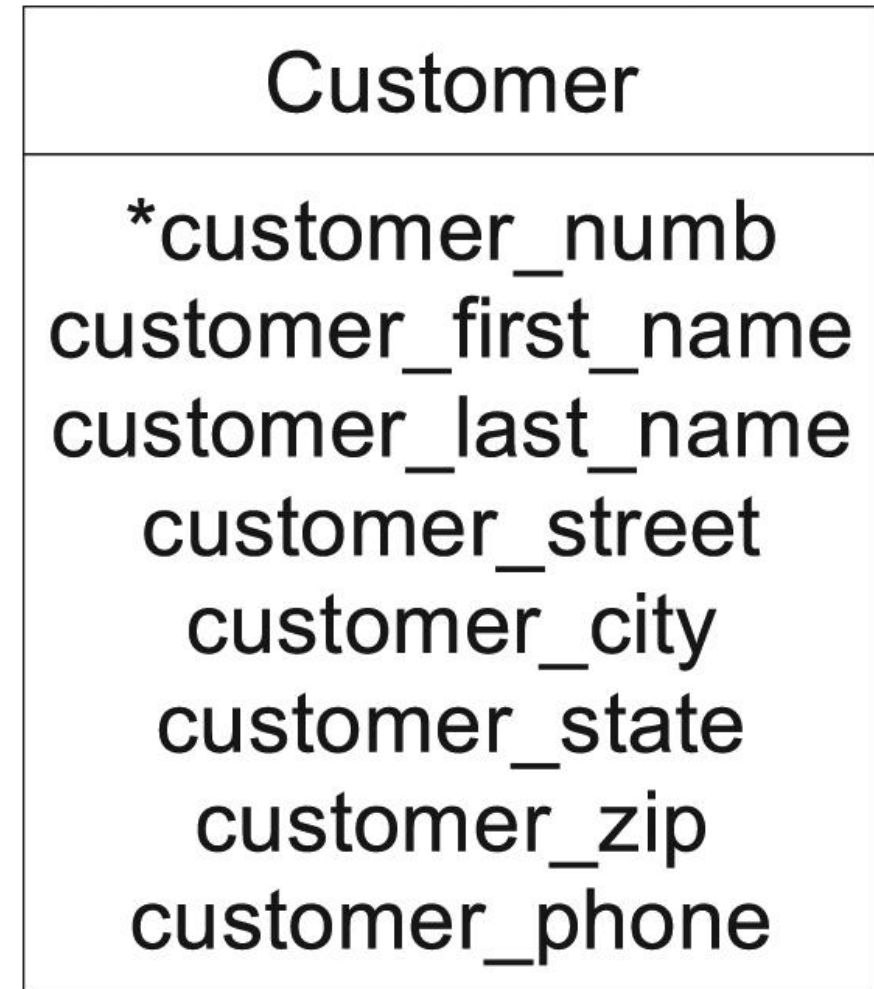 Customer
*customer_numb
customer_first_name
customer_last_name
customer_street
customer_city
customer_state
customer_zip
customer_phone